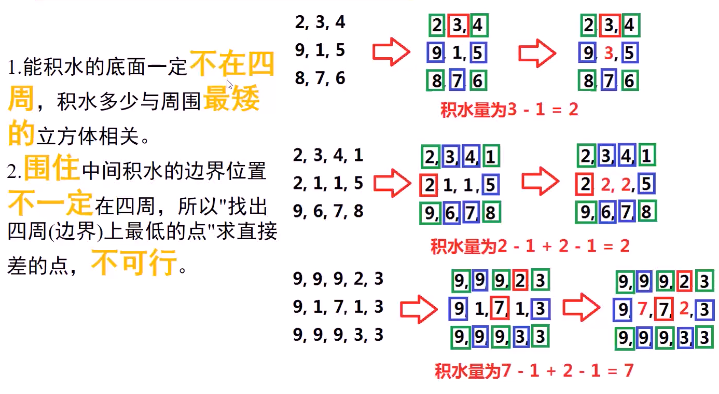 1.能积水的底面一定不在四
周，积水多少与周围最矮
的立方体相关。
2.围住中间积水的边界位置
不一定在四周，所以"找出
四周(边界)上最低的点"求直接
差的点，不可行。
2, 3, 4
9, 1, 5
8, 7, 6
2, 3, 4
9, 1, 5
8, 7, 6
2, 3, 4
9, 3, 5
8, 7, 6
积水量为3 - 1 = 2
2, 3, 4, 1
2, 1, 1, 5
9, 6, 7, 8
2, 3, 4, 1
2 1, 1, 5
9, 6, 7, 8
2, 3, 4, 1
2 2, 2, 5
9, 6, 7, 8
积水量为2 - 1 + 2 - 1 = 2
9, 9, 9, 2, 3
9, 1, 7, 1, 3
9, 9, 9, 3, 3
9, 9, 9, 2, 3
9 1, 7, 1, 3
9, 9, 9, 3, 3
9, 9, 9, 2, 3
9 7, 7, 2, 3
9, 9, 9, 3, 3
积水量为7 - 1 + 2 - 1 = 7